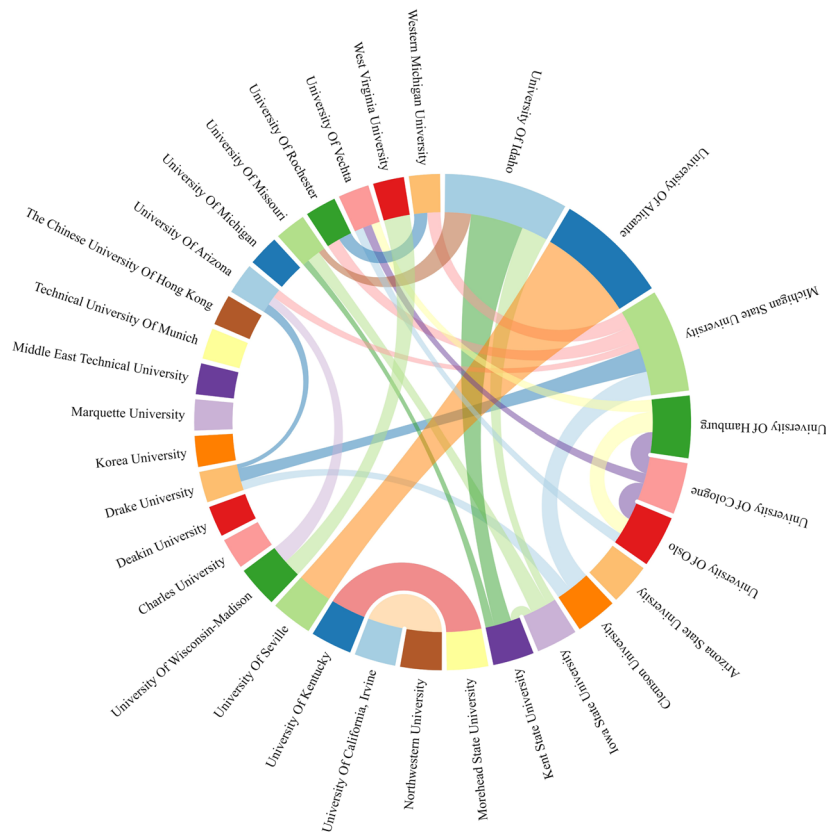 University Of Idaho
University Of Alicante
Michigan State University
University Of Hamburg
University Of Cologne
University Of Oslo
Arizona State University
Clemson University
Iowa State University
Kent State University
Morehead State University
Northwestern University
University Of California, Irvine
University Of Kentucky
University Of Seville
University Of Wisconsin-Madison
Charles University
Deakin University
Drake University
Korea University
Marquette University
Middle East Technical University
Technical University Of Munich
The Chinese University Of Hong Kong
University Of Arizona
University Of Michigan
University Of Missouri
University Of Rochester
University Of Vechta
West Virginia University
Western Michigan University